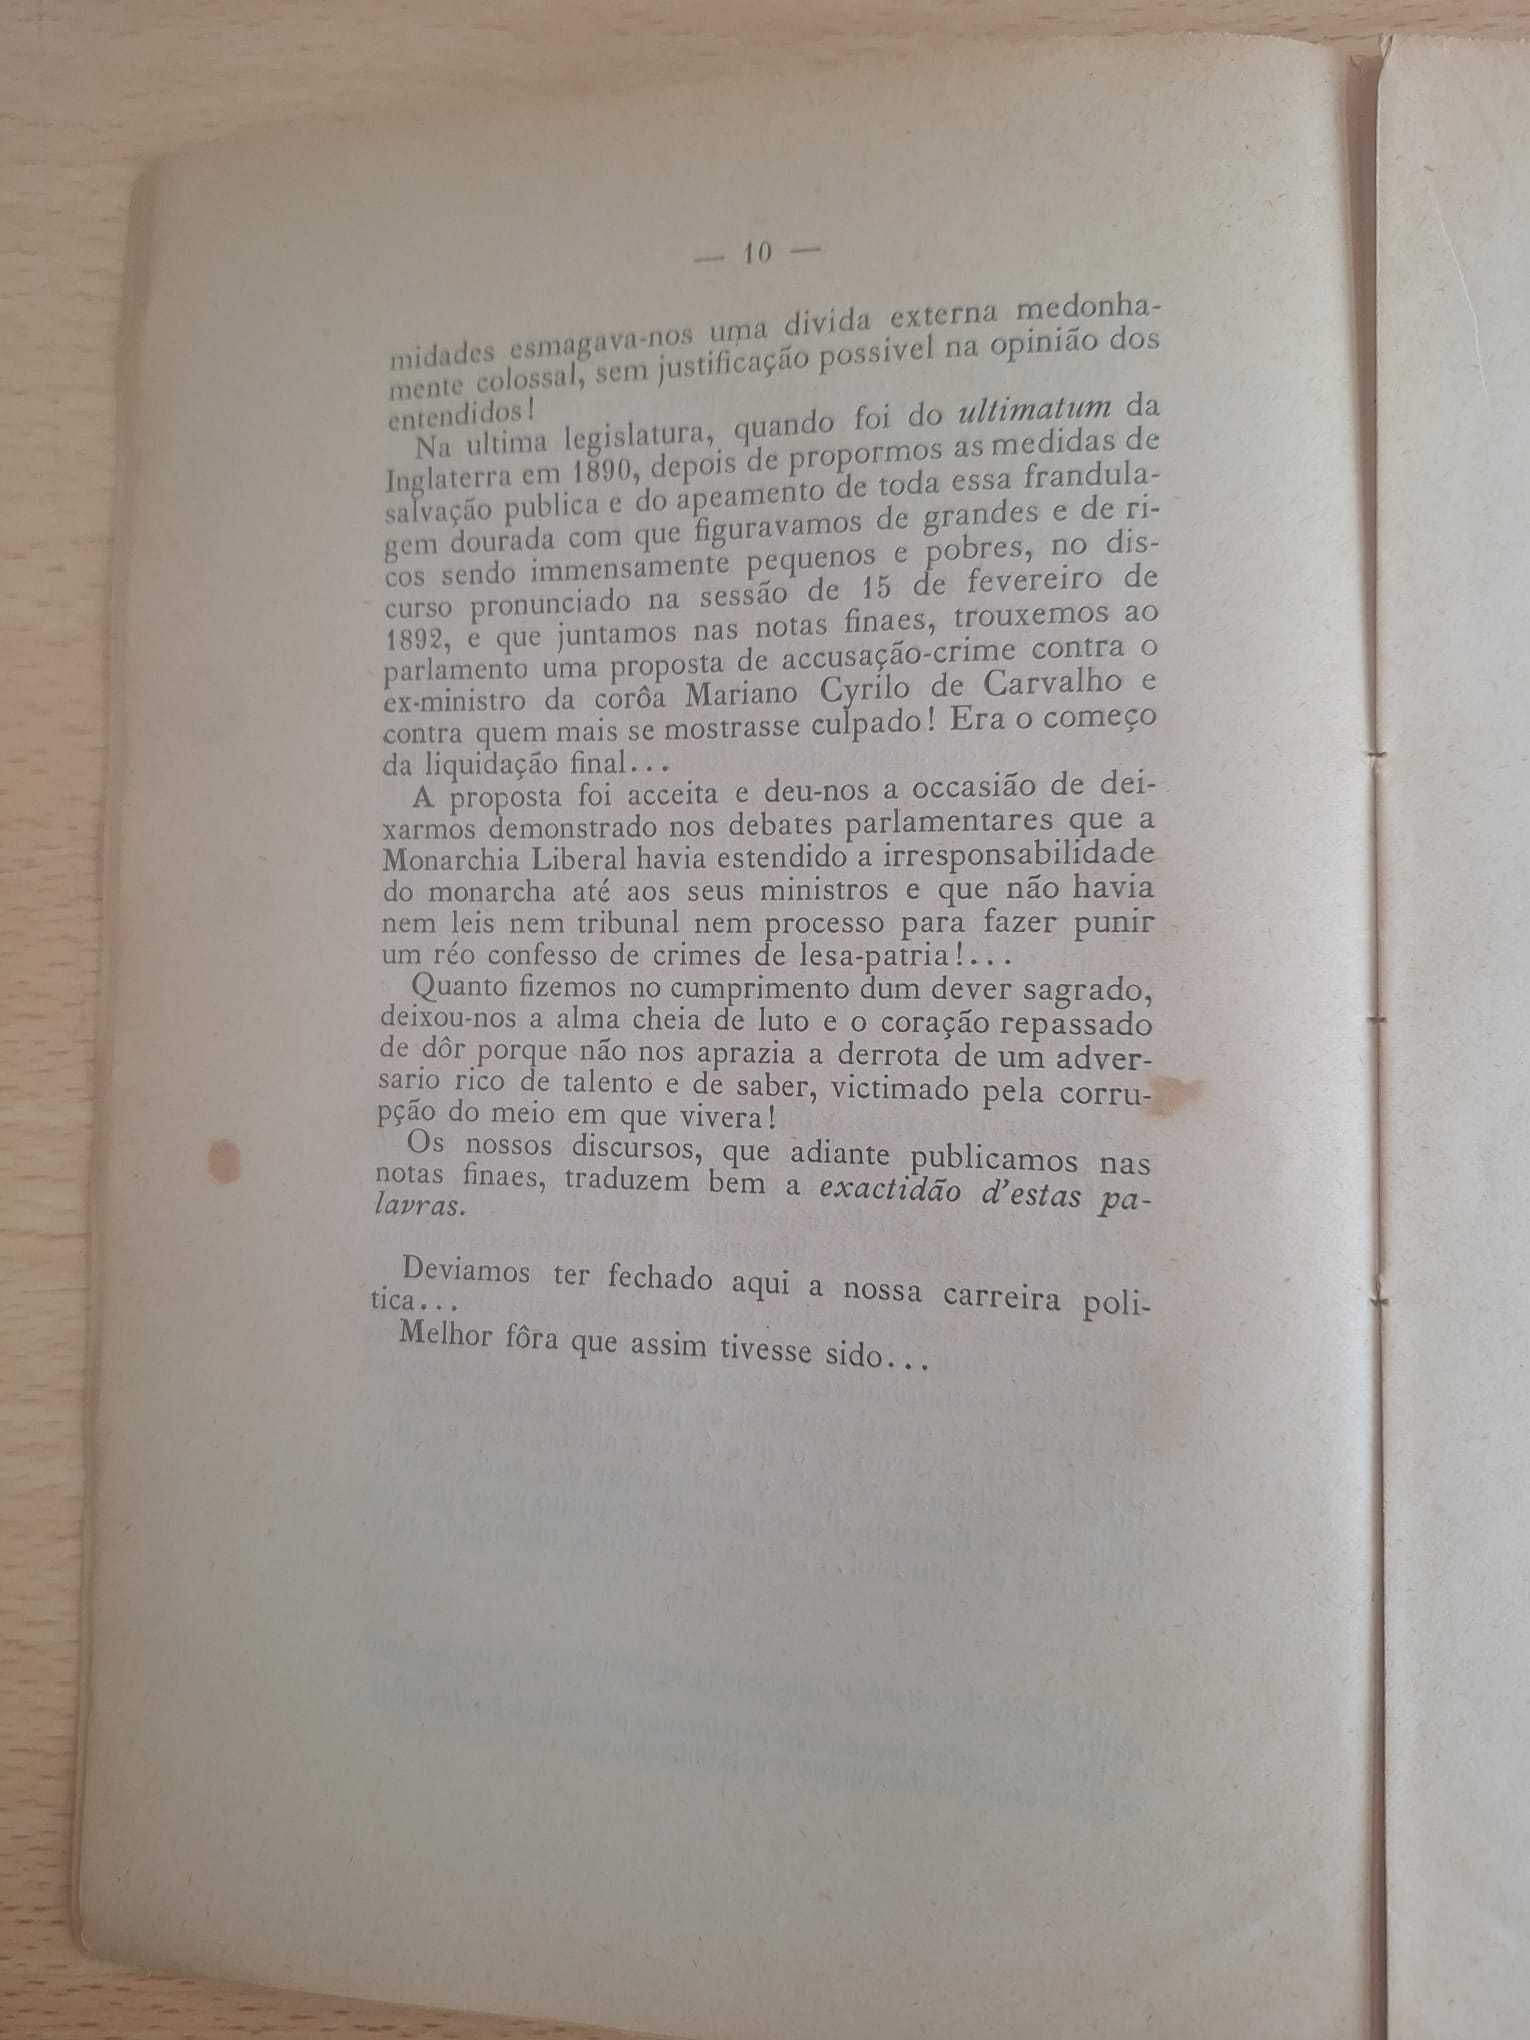 — 10 —
midades esmagava-nos uma divida externa medonha-
mente colossal, sem justificação possivel na opinião dos
entendidos!
Na ultima legislatura, quando foi do ultimatum da
Inglaterra em 1890, depois de propormos as medidas de
salvação publica e do apeamento de toda essa frandula-
gem dourada com que figuravamos de grandes e de ri-
cos sendo immensamente pequenos e pobres, no dis-
curso pronunciado na sessão de 15 de fevereiro de
1892, e que juntamos nas notas finaes, trouxemos ao
parlamento uma proposta de accusação-crime contra o
ex-ministro da corôa Mariano Cyrilo de Carvalho e
contra quem mais se mostrasse culpado! Era o começo
da liquidação final...
A proposta foi acceita e deu-nos a occasião de dei-
xarmos demonstrado nos debates parlamentares que a
Monarchia Liberal havia estendido a irresponsabilidade
do monarcha até aos seus ministros e que não havia
nem leis nem tribunal nem processo para fazer punir
um réo confesso de crimes de lesa-patria!...
Quanto fizemos no cumprimento dum dever sagrado,
deixou-nos a alma cheia de luto e o coração repassado
de dôr porque não nos aprazia a derrota de um adver-
sario rico de talento e de saber, victimado pela corru-
pção do meio em que vivera!
Os nossos discursos, que adiante publicamos nas
notas finaes, traduzem bem a exactidão d'estas pa-
lavras.
Deviamos ter fechado aqui a nossa carreira poli-
tica...
Melhor fôra que assim tivesse sido...